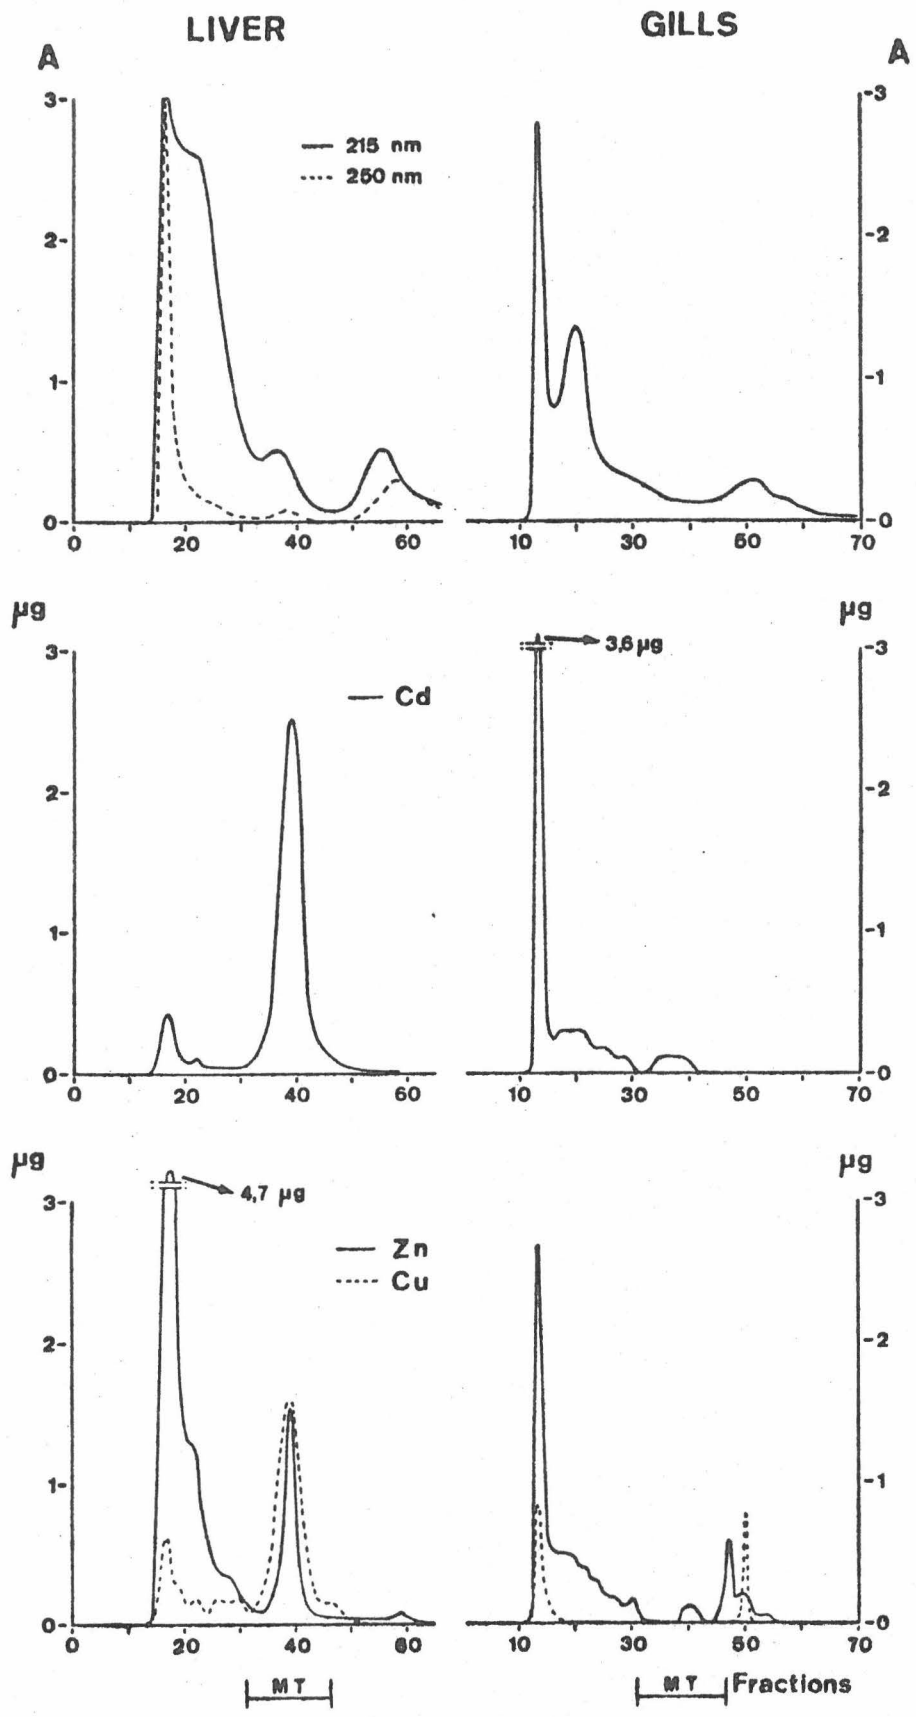 LIVER GILLS
A A
3- -3
215 nm
250 nm
2- -2
1- -1
0- -0
0 20 40 60 10 30 50 70
µg µg
3,6 µg
3- -3
Cd
2- -2
1- -1
0- -0
0 20 40 60 10 30 50 70
µg µg
4,7 µg
3- -3
Zn
Cu
2- -2
1- -1
0- -0
0 20 40 60 10 30 50 70
MT MT Fractions